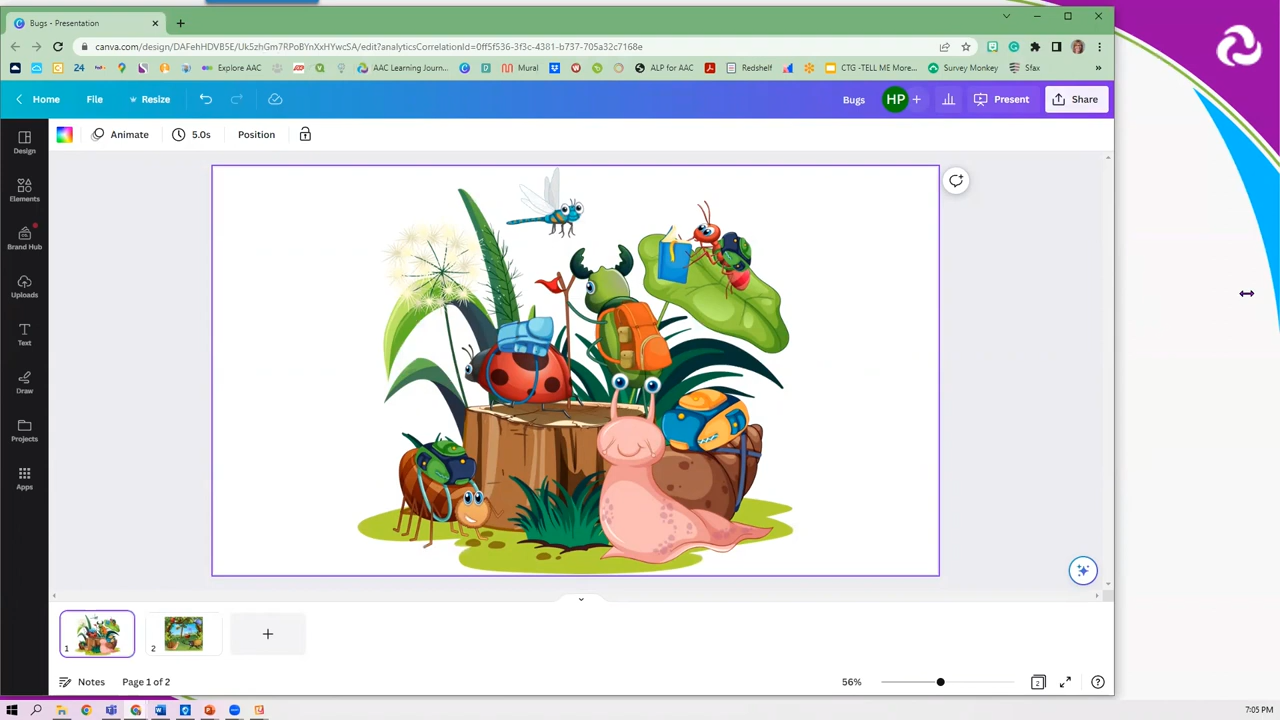 Bugs - Presentation
canva.com/design/DAFehHDVB5E/Uk5zhGm7RPoBYnXxHYwcSA/edit?analyticsCorrelationId=0ff5f536-3f3c-4381-b737-705a32c7168e
24 Explore AAC AAC Learning Journ... Mural ALP for AAC Redshelf CTG -TELL ME More... Survey Monkey Sfax »
Home File Resize Bugs HP + Present Share
Animate 5.0s Position
Design
Elements
Brand Hub
Uploads
Text
Draw
Projects
Apps
1 2
Notes Page 1 of 2 56% 2
7:05 PM